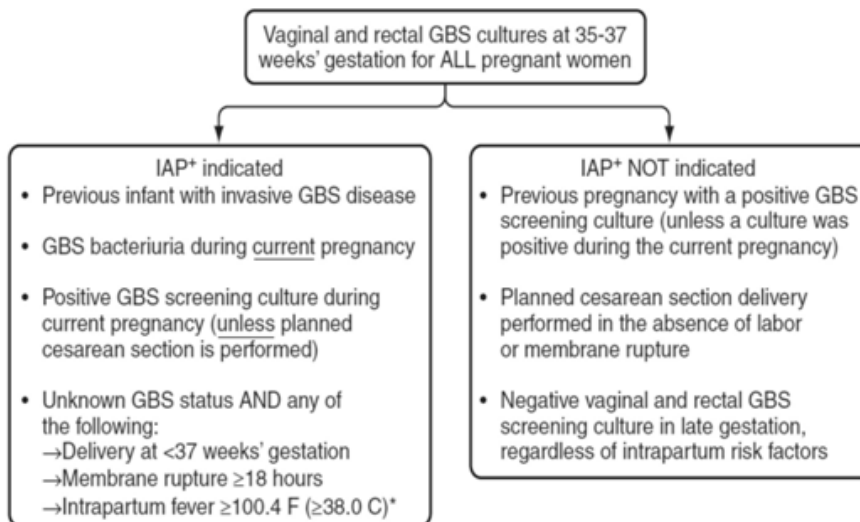 Vaginal and rectal GBS cultures at 35-37
weeks' gestation for ALL pregnant women
IAP+ indicated
• Previous infant with invasive GBS disease
• GBS bacteriuria during current pregnancy
• Positive GBS screening culture during
current pregnancy (unless planned
cesarean section is performed)
• Unknown GBS status AND any of
the following:
→Delivery at <37 weeks' gestation
→Membrane rupture ≥18 hours
→Intrapartum fever ≥100.4 F (≥38.0 C)*
IAP+ NOT indicated
• Previous pregnancy with a positive GBS
screening culture (unless a culture was
positive during the current pregnancy)
• Planned cesarean section delivery
performed in the absence of labor
or membrane rupture
• Negative vaginal and rectal GBS
screening culture in late gestation,
regardless of intrapartum risk factors